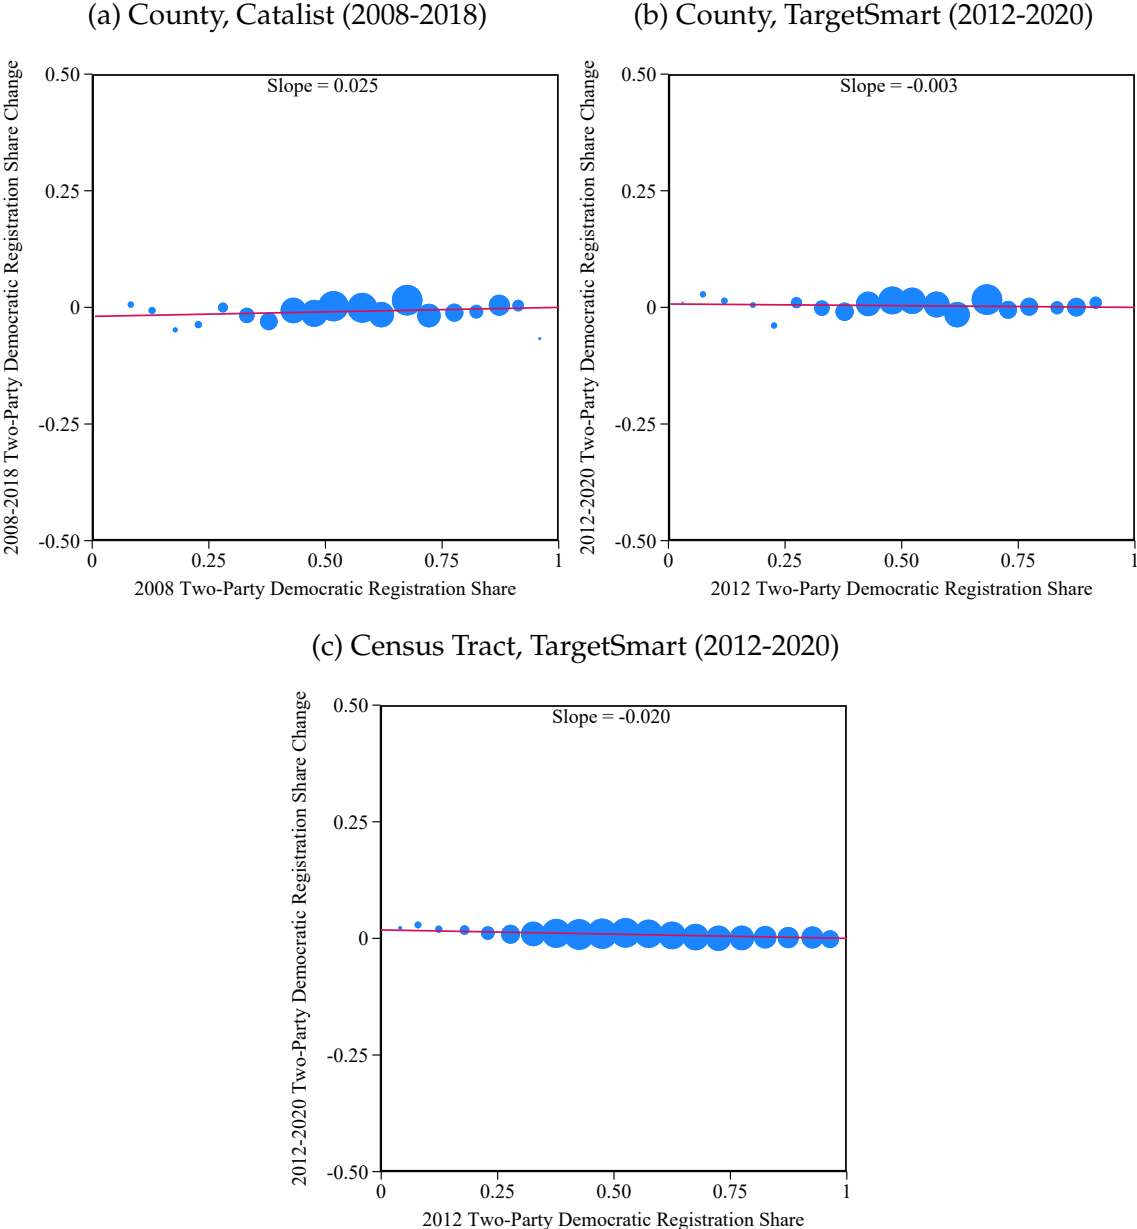 (a) County, Catalist (2008-2018)
2008-2018 Two-Party Democratic Registration Share Change
Slope = 0.025
0.50
0.25
0
-0.25
-0.50
0 0.25 0.50 0.75 1
2008 Two-Party Democratic Registration Share
(b) County, TargetSmart (2012-2020)
2012-2020 Two-Party Democratic Registration Share Change
Slope = -0.003
0.50
0.25
0
-0.25
-0.50
0 0.25 0.50 0.75 1
2012 Two-Party Democratic Registration Share
(c) Census Tract, TargetSmart (2012-2020)
2012-2020 Two-Party Democratic Registration Share Change
Slope = -0.020
0.50
0.25
0
-0.25
-0.50
0 0.25 0.50 0.75 1
2012 Two-Party Democratic Registration Share